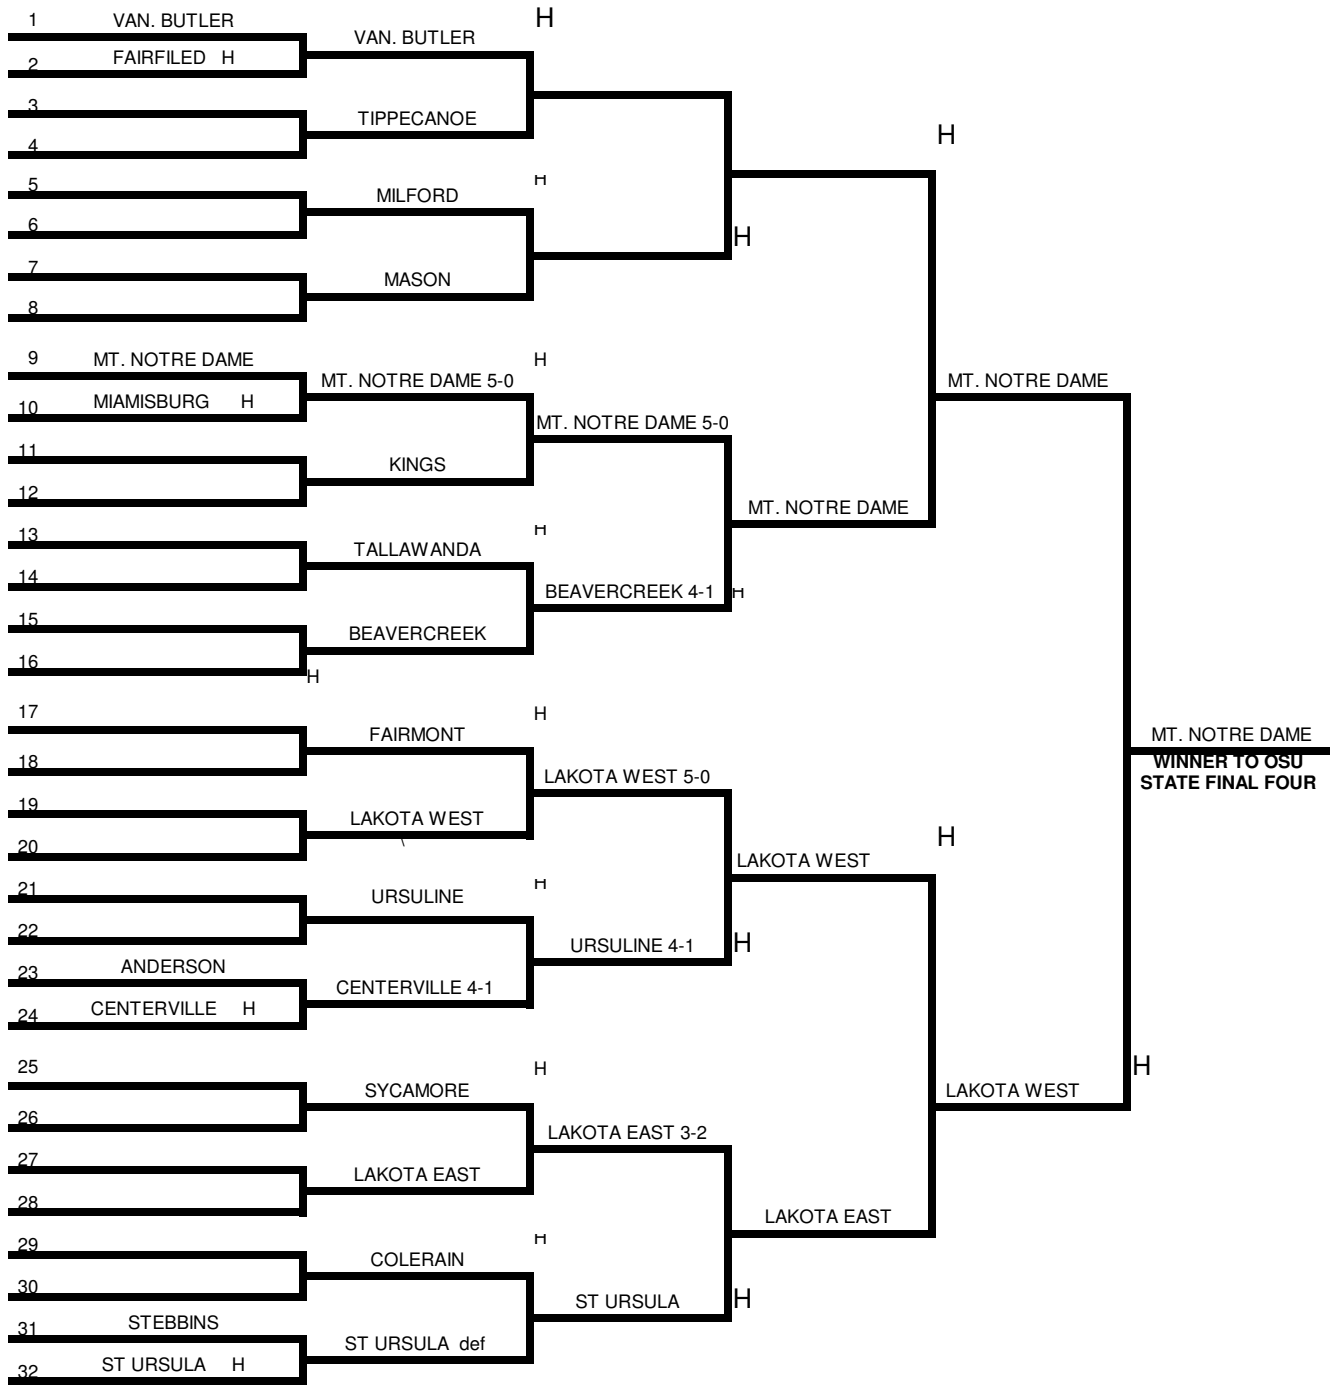 H
1 VAN. BUTLER
VAN. BUTLER
2 FAIRFILED H
3
TIPPECANOE
4
H
5
H
MILFORD
6
H
7
MASON
8
9 MT. NOTRE DAME
H
MT. NOTRE DAME 5-0
MT. NOTRE DAME
10 MIAMISBURG H
MT. NOTRE DAME 5-0
11
KINGS
12
MT. NOTRE DAME
13
H
TALLAWANDA
14
BEAVERCREEK 4-1 H
15
BEAVERCREEK
16
H
17
H
FAIRMONT
MT. NOTRE DAME
18
WINNER TO OSU
STATE FINAL FOUR
LAKOTA WEST 5-0
19
LAKOTA WEST
\
H
20
LAKOTA WEST
21
H
URSULINE
22
URSULINE 4-1 H
23 ANDERSON
CENTERVILLE 4-1
24 CENTERVILLE H
25
H
H
SYCAMORE
LAKOTA WEST
26
LAKOTA EAST 3-2
27
LAKOTA EAST
28
LAKOTA EAST
29
H
COLERAIN
30
ST URSULA H
31 STEBBINS
ST URSULA def
32 ST URSULA H